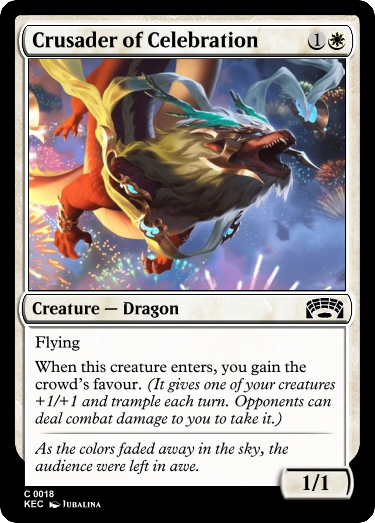 Crusader of Celebration 1
Creature — Dragon
Flying
When this creature enters, you gain the
crowd's favour. (It gives one of your creatures
+1/+1 and trample each turn. Opponents can
deal combat damage to you to take it.)
As the colors faded away in the sky, the
audience were left in awe.
1/1
C 0018
KEC JUBALINA